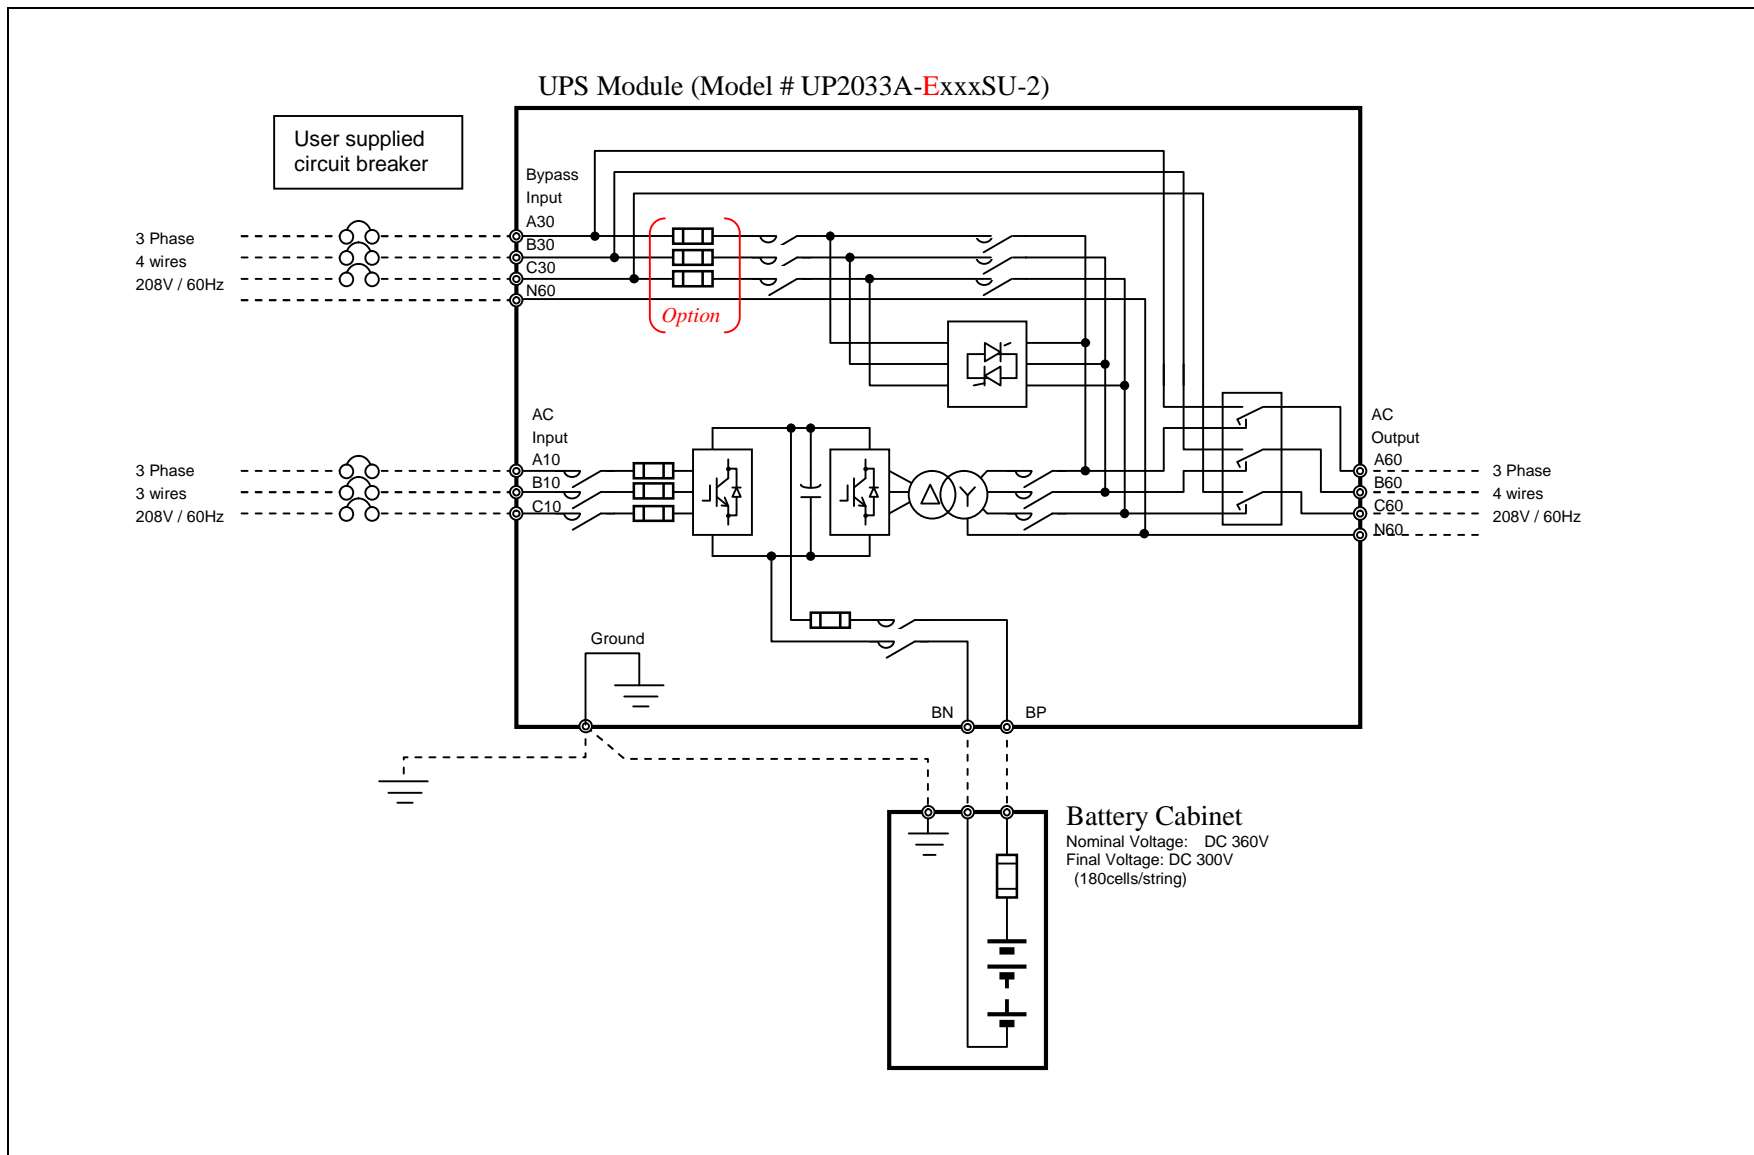 UPS Module (Model # UP2033A-ExxxSU-2)
User supplied
circuit breaker
Bypass
Input
A30
B30
C30
N60
3 Phase
4 wires
208V / 60Hz
Option
AC
Input
A10
B10
C10
3 Phase
3 wires
208V / 60Hz
AC
Output
A60
B60
C60
N60
3 Phase
4 wires
208V / 60Hz
Ground
BN
BP
Battery Cabinet
Nominal Voltage: DC 360V
Final Voltage: DC 300V
(180cells/string)